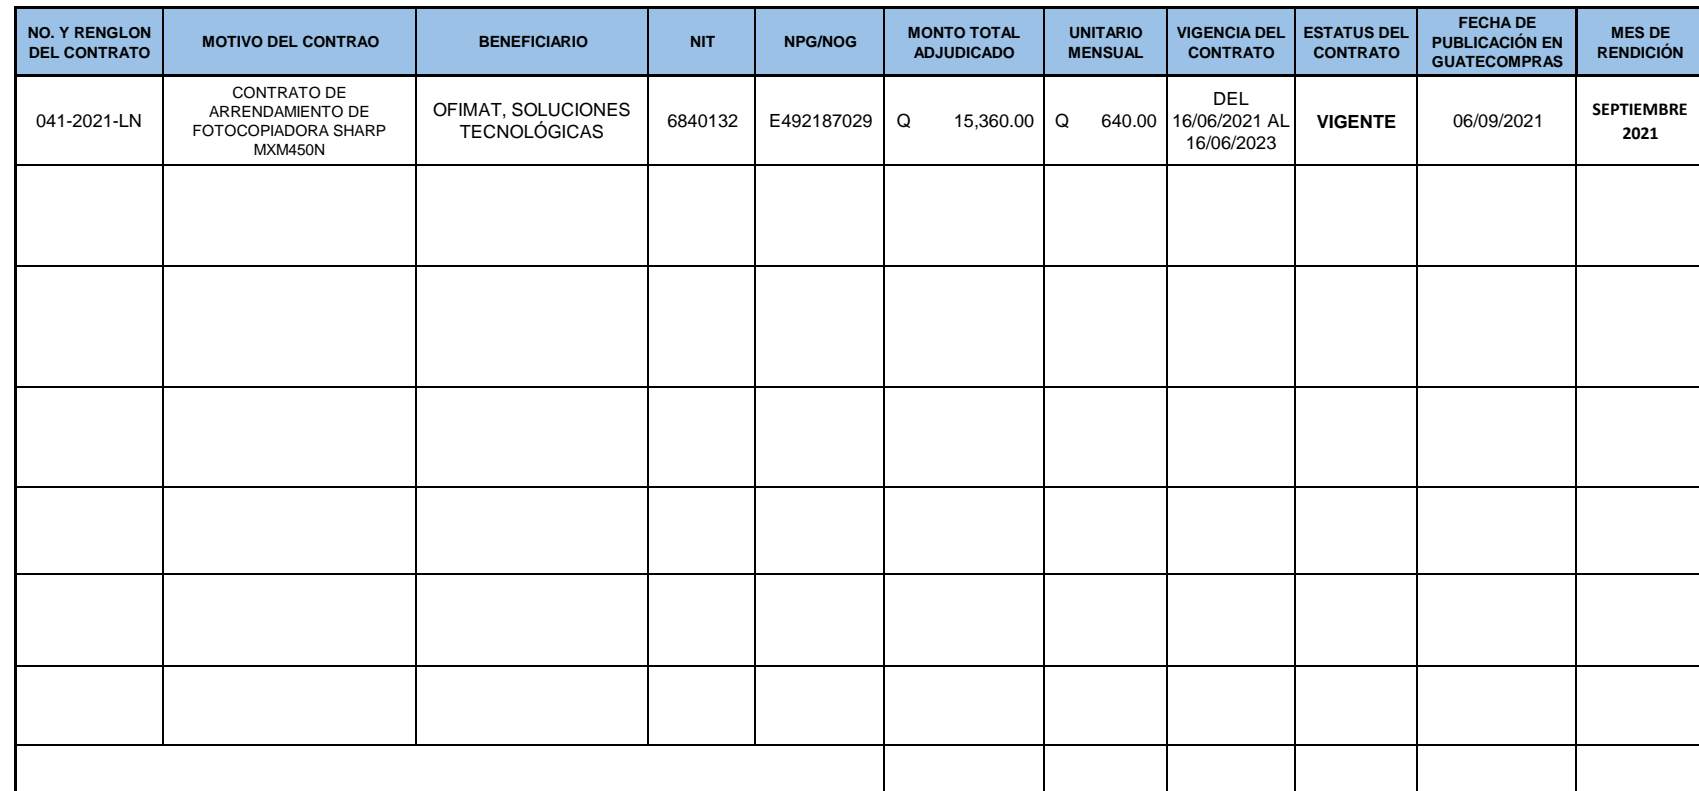 NO. Y RENGLON
DEL CONTRATO
MOTIVO DEL CONTRAO
BENEFICIARIO
NIT
NPG/NOG
MONTO TOTAL
ADJUDICADO
UNITARIO
MENSUAL
VIGENCIA DEL
CONTRATO
ESTATUS DEL
CONTRATO
FECHA DE
PUBLICACIÓN EN
GUATECOMPRAS
MES DE
RENDICIÓN
041-2021-LN
CONTRATO DE
ARRENDAMIENTO DE
FOTOCOPIADORA SHARP
MXM450N
OFIMAT, SOLUCIONES
TECNOLÓGICAS
6840132
E492187029
Q 15,360.00
Q 640.00
DEL
16/06/2021 AL
16/06/2023
VIGENTE
06/09/2021
SEPTIEMBRE
2021